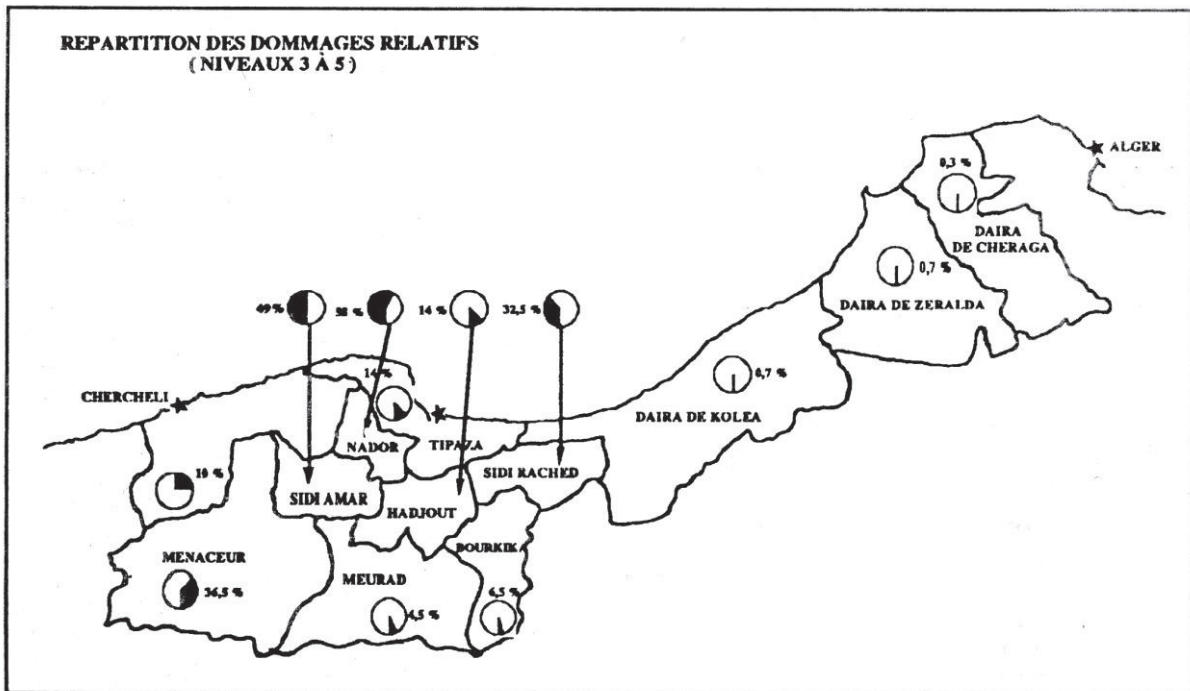 REPARTITION DES DOMMAGES RELATIFS
( NIVEAUX 3 À 5 )
ALGER
0,3 %
DAIRA
DE CHERAGA
0,7 %
DAIRA DE ZERALDA
49 %
38 %
14 %
32,5 %
14 %
0,7 %
DAIRA DE KOLEA
CHERCHELI
NADOR
TIPAZA
SIDI RACHED
10 %
SIDI AMAR
HADJOUT
BOURKIKA
MENACEUR
MEURAD
36,5 %
4,5 %
6,5 %